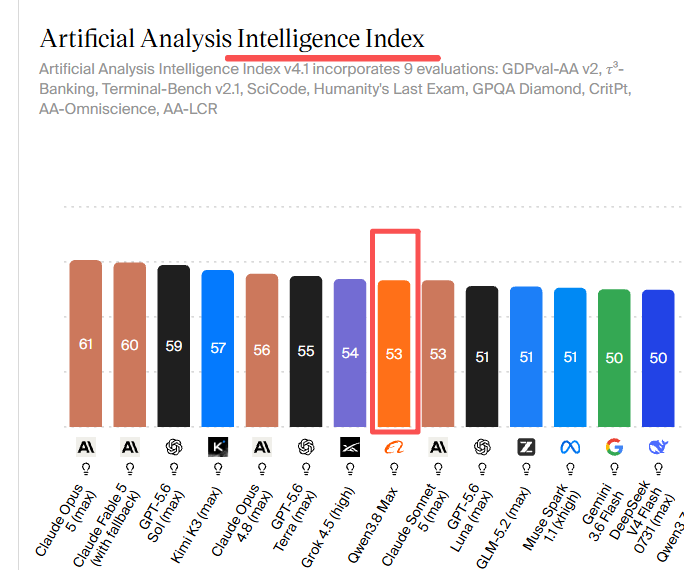 Artificial Analysis Intelligence Index
Artificial Analysis Intelligence Index v4.1 incorporates 9 evaluations: GDPval-AA v2, τ³-
Banking, Terminal-Bench v2.1, SciCode, Humanity's Last Exam, GPQA Diamond, CritPt,
AA-Omniscience, AA-LCR
61
60
59
57
56
55
54
53
53
51
51
51
50
50
Claude Opus
5 (max)
Claude Fable 5
(with fallback)
GPT-5.6
Sol (max)
Kimi K3 (max)
Claude Opus
4.8 (max)
GPT-5.6
Terra (max)
Grok 4.5 (high)
Qwen3.8 Max
Claude Sonnet
5 (max)
GPT-5.6
Luna (max)
GLM-5.2 (max)
Muse Spark
1.1 (xhigh)
Gemini
3.6 Flash
DeepSeek
V4 Flash
0731 (max)